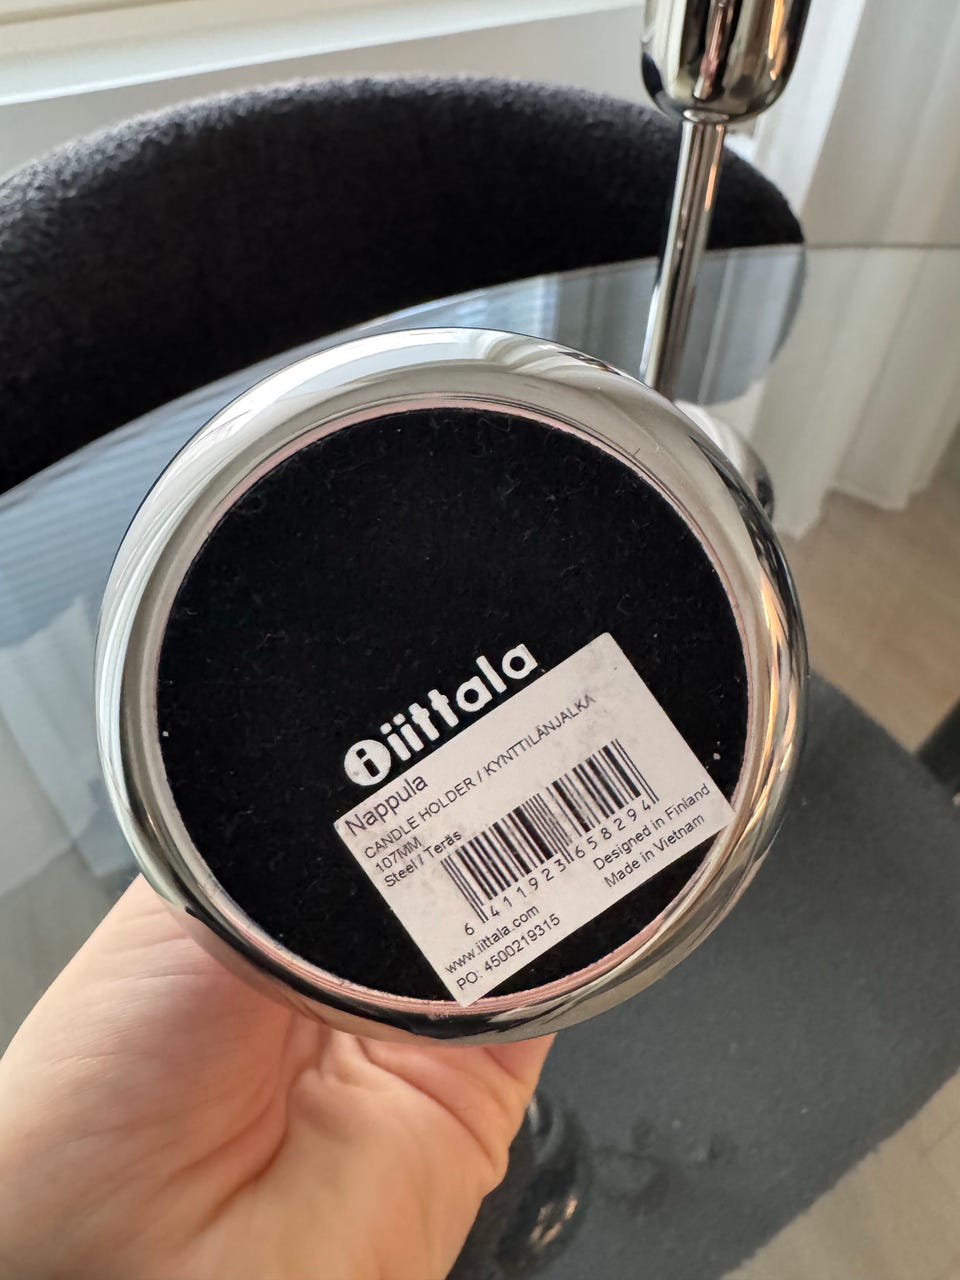 iittala
Nappula
CANDLE HOLDER / KYNTTILÄNJALKA
107MM
Steel / Teräs
6 411923 658294
Designed in Finland
Made in Vietnam
www.iittala.com
PO: 4500219315